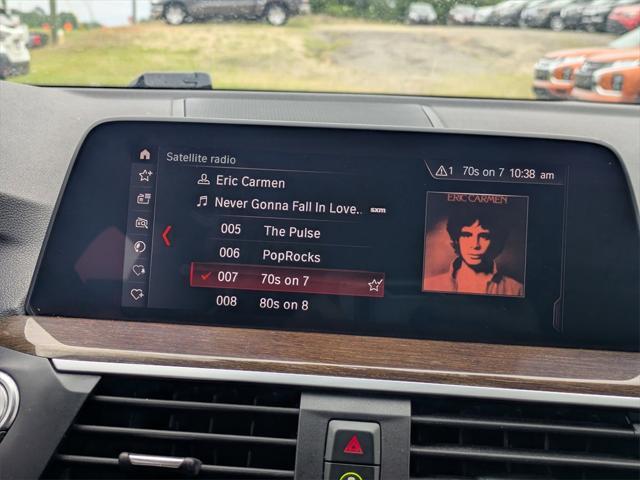 Satellite radio
1 70s on 7 10:38 am
Eric Carmen
Never Gonna Fall In Love.. sxm
005 The Pulse
006 PopRocks
007 70s on 7
008 80s on 8
ERIC CARMEN